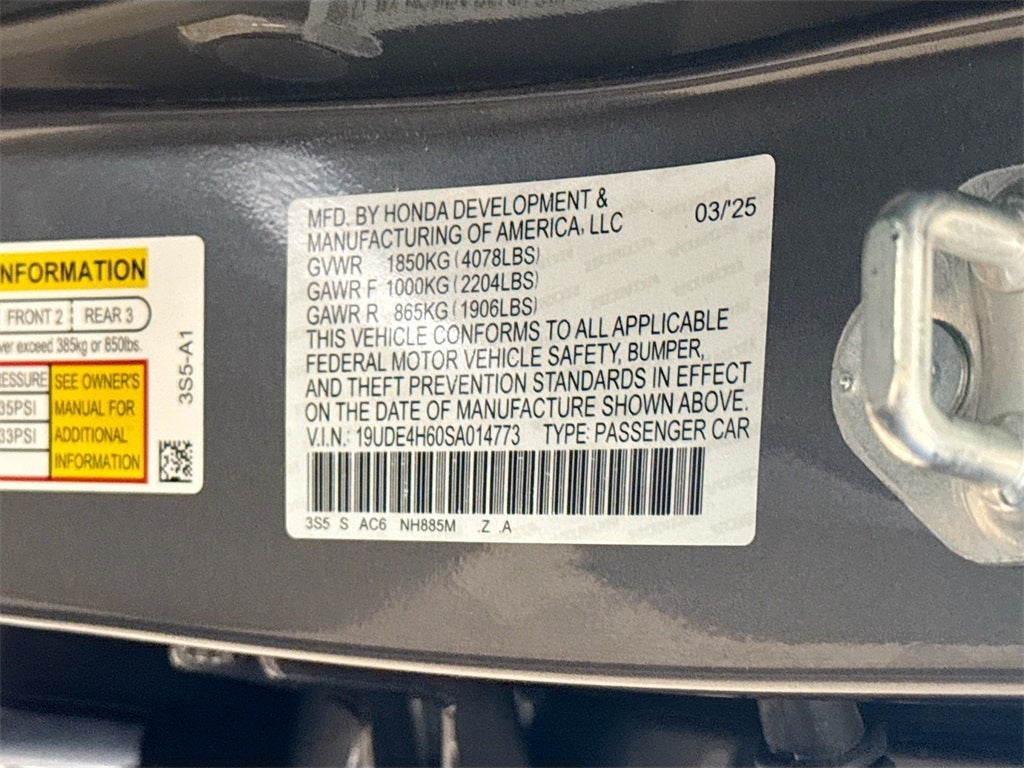 INFORMATION
FRONT 2 REAR 3
ver exceed 385kg or 850lbs.
RESSURE SEE OWNER'S
35PSI MANUAL FOR
33PSI ADDITIONAL
INFORMATION
3S5-A1
MFD. BY HONDA DEVELOPMENT & 03/'25
MANUFACTURING OF AMERICA, LLC
GVWR 1850KG (4078LBS)
GAWR F 1000KG (2204LBS)
GAWR R 865KG (1906LBS)
THIS VEHICLE CONFORMS TO ALL APPLICABLE
FEDERAL MOTOR VEHICLE SAFETY, BUMPER,
AND THEFT PREVENTION STANDARDS IN EFFECT
ON THE DATE OF MANUFACTURE SHOWN ABOVE.
V.I.N.: 19UDE4H60SA014773 TYPE: PASSENGER CAR
3S5 S AC6 NH885M .Z .A